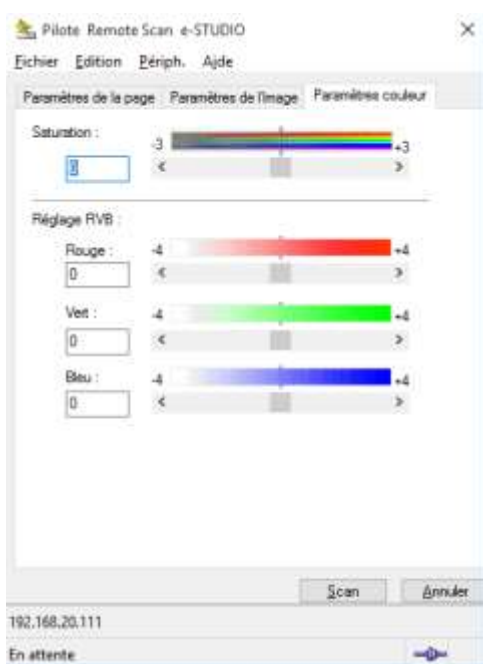 Pilote Remote Scan e-STUDIO
Fichier Edition Périph. Aide
Paramètres de la page Paramètres de l'image Paramètres couleur
Saturation :
-3 +3
0
Réglage RVB :
Rouge : -4 +4
0
Vert : -4 +4
0
Bleu : -4 +4
0
Scan Annuler
192.168.20.111
En attente